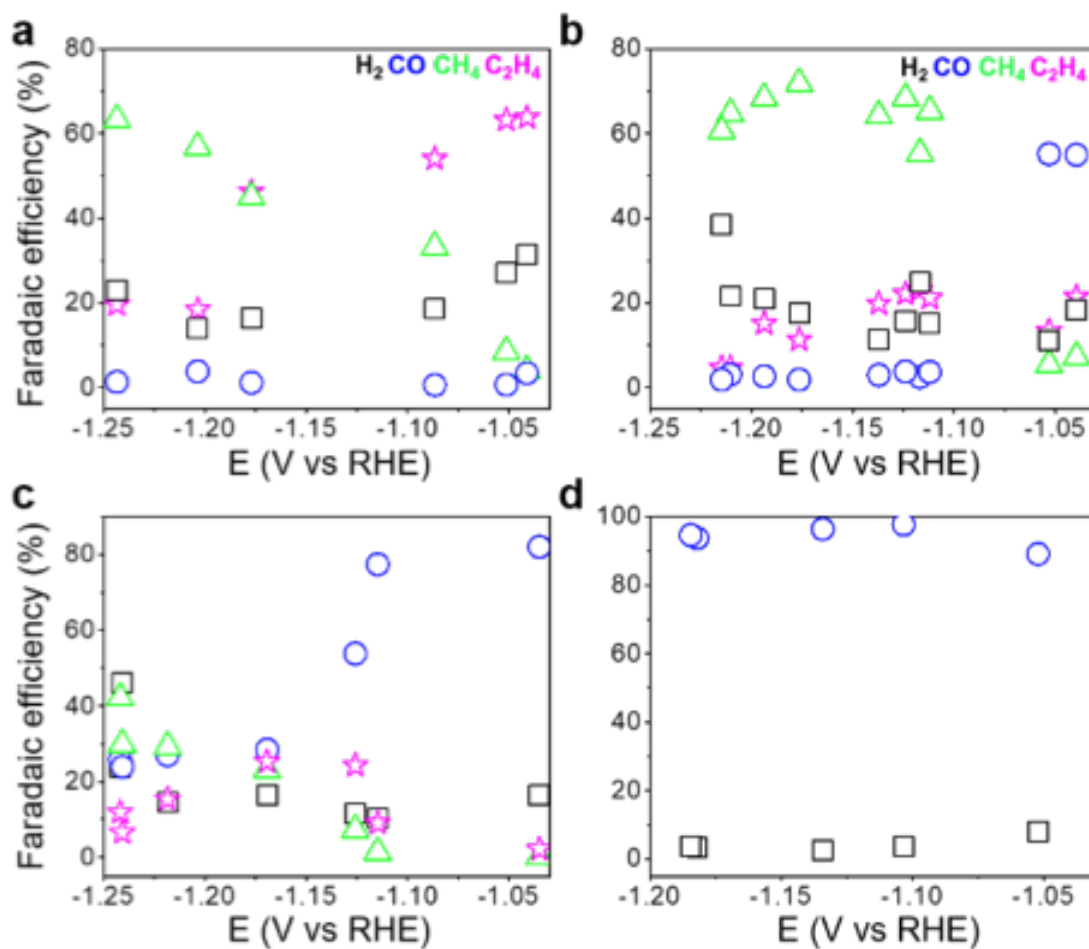 a
H₂ CO CH₄ C₂H₄
Faradaic efficiency (%)
80
60
40
20
0
-1.25 -1.20 -1.15 -1.10 -1.05
E (V vs RHE)
b
H₂ CO CH₄ C₂H₄
80
60
40
20
0
-1.25 -1.20 -1.15 -1.10 -1.05
E (V vs RHE)
c
Faradaic efficiency (%)
80
60
40
20
0
-1.25 -1.20 -1.15 -1.10 -1.05
E (V vs RHE)
d
100
80
60
40
20
0
-1.20 -1.15 -1.10 -1.05
E (V vs RHE)